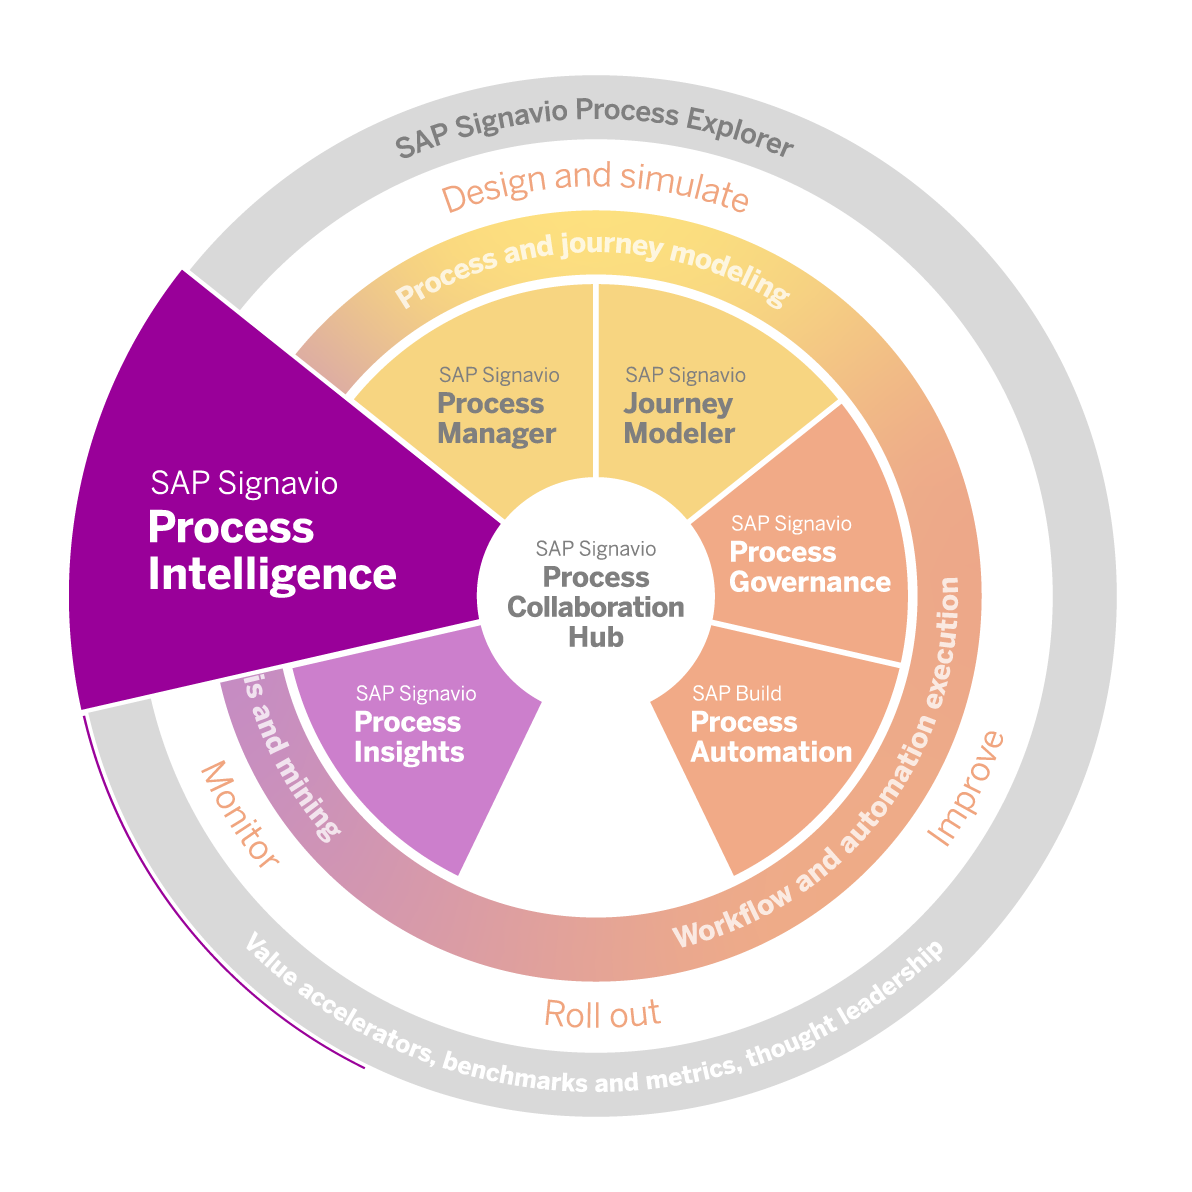 SAP Signavio Process Explorer
Design and simulate
Process and journey modeling
SAP Signavio
Process
Manager
SAP Signavio
Journey
Modeler
SAP Signavio
Process
Intelligence
SAP Signavio
Process
Governance
SAP Signavio
Process
Collaboration
Hub
SAP Signavio
Process
Insights
SAP Build
Process
Automation
is and mining
Workflow and automation execution
Monitor
Improve
Roll out
Value accelerators, benchmarks and metrics, thought leadership